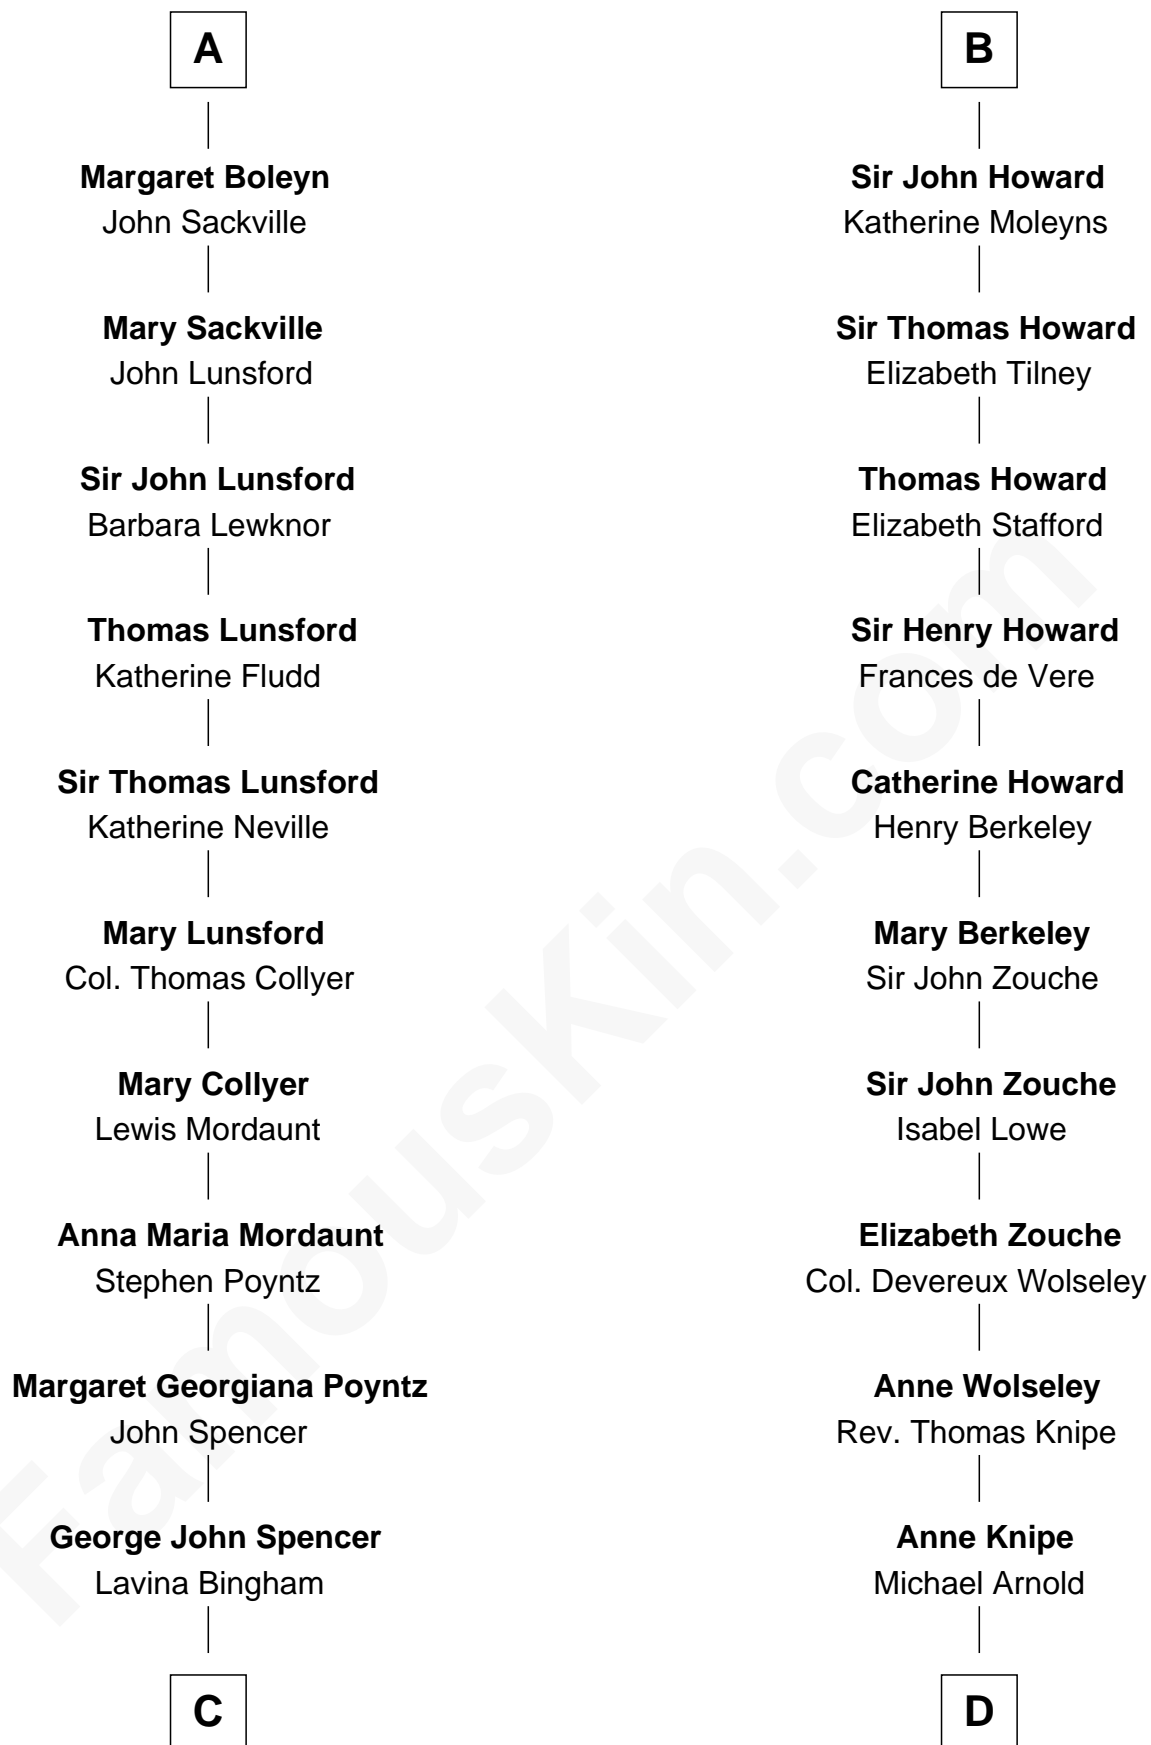 A
Margaret Boleyn
John Sackville
Mary Sackville
John Lunsford
Sir John Lunsford
Barbara Lewknor
Thomas Lunsford
Katherine Fludd
Sir Thomas Lunsford
Katherine Neville
Mary Lunsford
Col. Thomas Collyer
Mary Collyer
Lewis Mordaunt
Anna Maria Mordaunt
Stephen Poyntz
Margaret Georgiana Poyntz
John Spencer
George John Spencer
Lavina Bingham
C
B
Sir John Howard
Katherine Moleyns
Sir Thomas Howard
Elizabeth Tilney
Thomas Howard
Elizabeth Stafford
Sir Henry Howard
Frances de Vere
Catherine Howard
Henry Berkeley
Mary Berkeley
Sir John Zouche
Sir John Zouche
Isabel Lowe
Elizabeth Zouche
Col. Devereux Wolseley
Anne Wolseley
Rev. Thomas Knipe
Anne Knipe
Michael Arnold
D
FamousKin.com